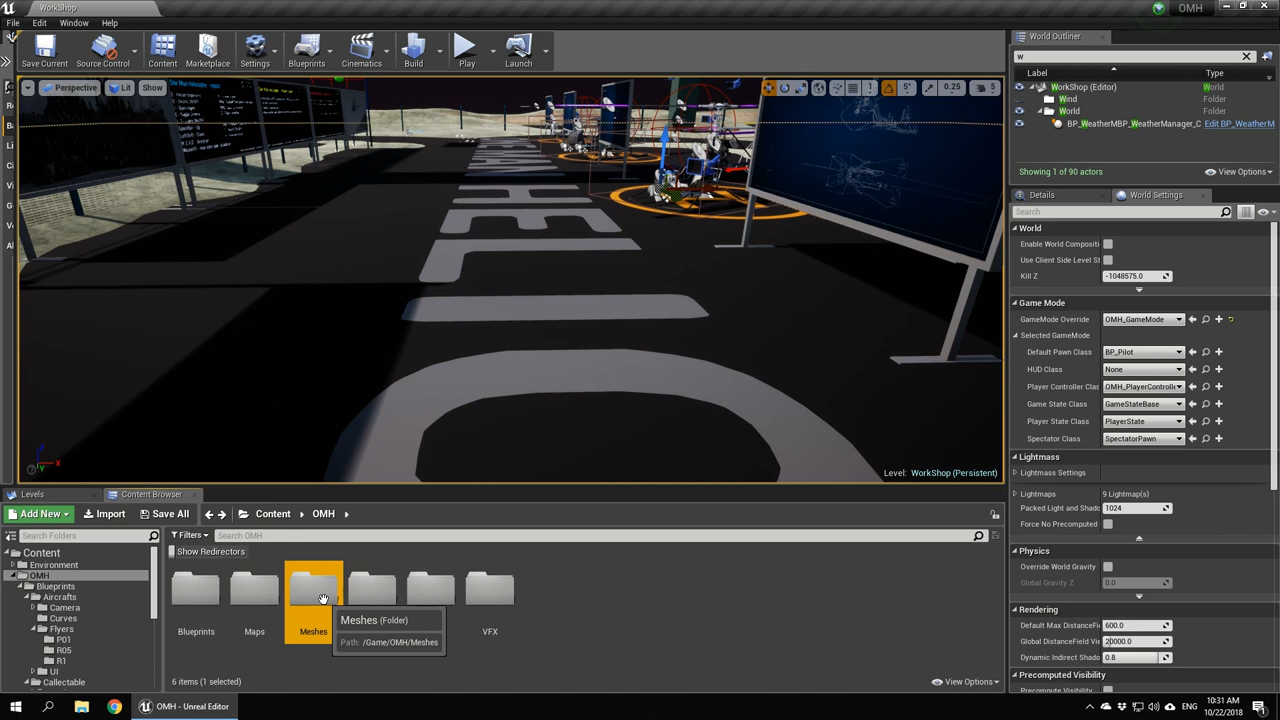 WorkShop
OMH
File Edit Window Help
Save Current Source Control Content Marketplace Settings Blueprints Cinematics Build Play Launch
Perspective Lit Show 5° 0.25 5
HELI
Level: WorkShop (Persistent)
World Outliner
w
Label Type
WorkShop (Editor) World
Wind Folder
World Folder
BP_WeatherMBP_WeatherManager_C Edit BP_WeatherM
Showing 1 of 90 actors View Options
Details World Settings
Search
World
Enable World Compositi
Use Client Side Level St
Kill Z -1048575.0
Game Mode
GameMode Override OMH_GameMode
Selected GameMode
Default Pawn Class BP_Pilot
HUD Class None
Player Controller Clas OMH_PlayerControlle
Game State Class GameStateBase
Player State Class PlayerState
Spectator Class SpectatorPawn
Lightmass
Lightmass Settings
Lightmaps 9 Lightmap(s)
Packed Light and Shado 1024
Force No Precomputed
Physics
Override World Gravity
Global Gravity Z 0.0
Rendering
Default Max DistanceFi 600.0
Global DistanceField Vie 20000.0
Dynamic Indirect Shado 0.8
Precomputed Visibility
Precompute Visibility
Levels Content Browser
Add New Import Save All Content OMH
Search Folders
Filters Search OMH
Show Redirectors
Content
Environment
OMH
Blueprints
Aircrafts
Camera
Curves
Flyers
P01
R05
R1
UI
Callectable
Blueprints Maps Meshes VFX
Meshes (Folder)
Path: /Game/OMH/Meshes
6 items (1 selected) View Options
OMH - Unreal Editor
ENG
10:31 AM
10/22/2018
1